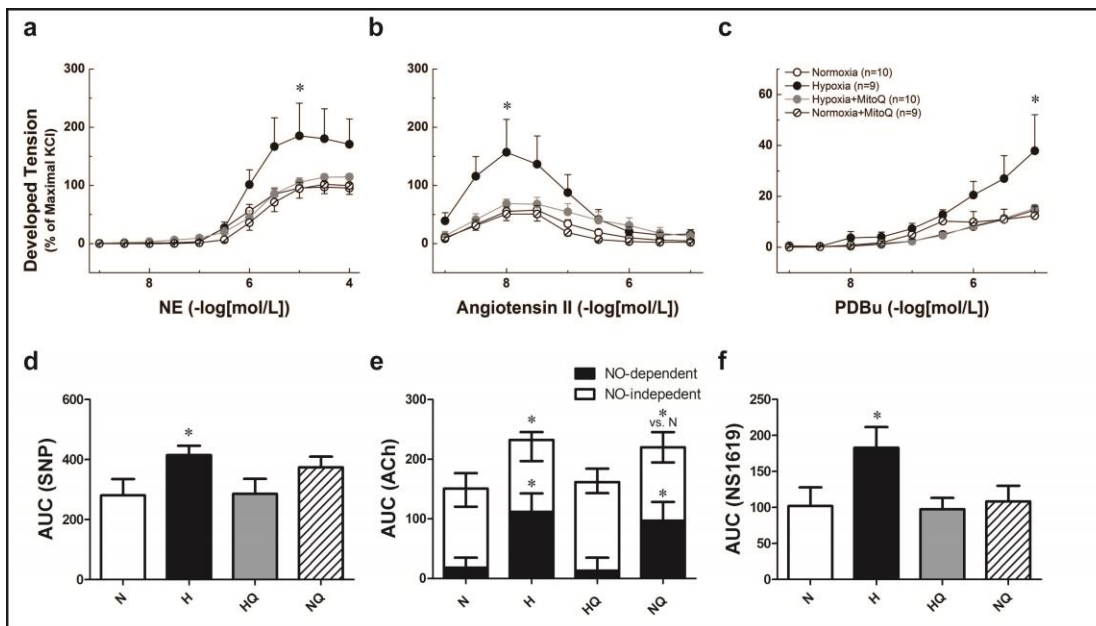 a
b
c
300
200
100
0
Developed Tension
(% of Maximal KCl)
*
8
6
4
NE (-log[mol/L])
300
200
100
0
*
8
6
Angiotensin II (-log[mol/L])
60
40
20
0
Normoxia (n=10)
Hypoxia (n=9)
Hypoxia+MitoQ (n=10)
Normoxia+MitoQ (n=9)
*
8
6
PDBu (-log[mol/L])
d
e
f
600
400
200
0
AUC (SNP)
*
N
H
HQ
NQ
NO-dependent
NO-indepedent
300
200
100
0
AUC (ACh)
*
*
*
vs. N
*
N
H
HQ
NQ
250
200
150
100
50
0
AUC (NS1619)
*
N
H
HQ
NQ